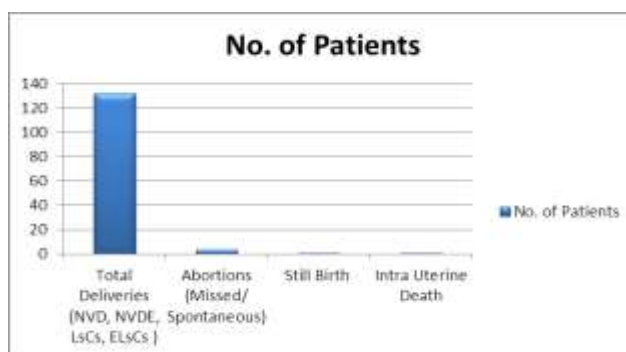 No. of Patients
140
120
100
80
60
40
20
0
Total Deliveries (NVD, NVDE, LsCs, ELsCs )
Abortions (Missed/ Spontaneous)
Still Birth
Intra Uterine Death
No. of Patients